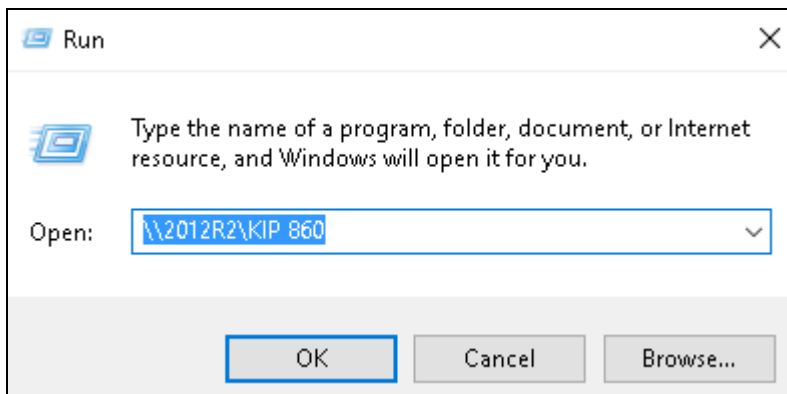 Run
Type the name of a program, folder, document, or Internet
resource, and Windows will open it for you.
Open: \\2012R2\KIP 860
OK Cancel Browse...